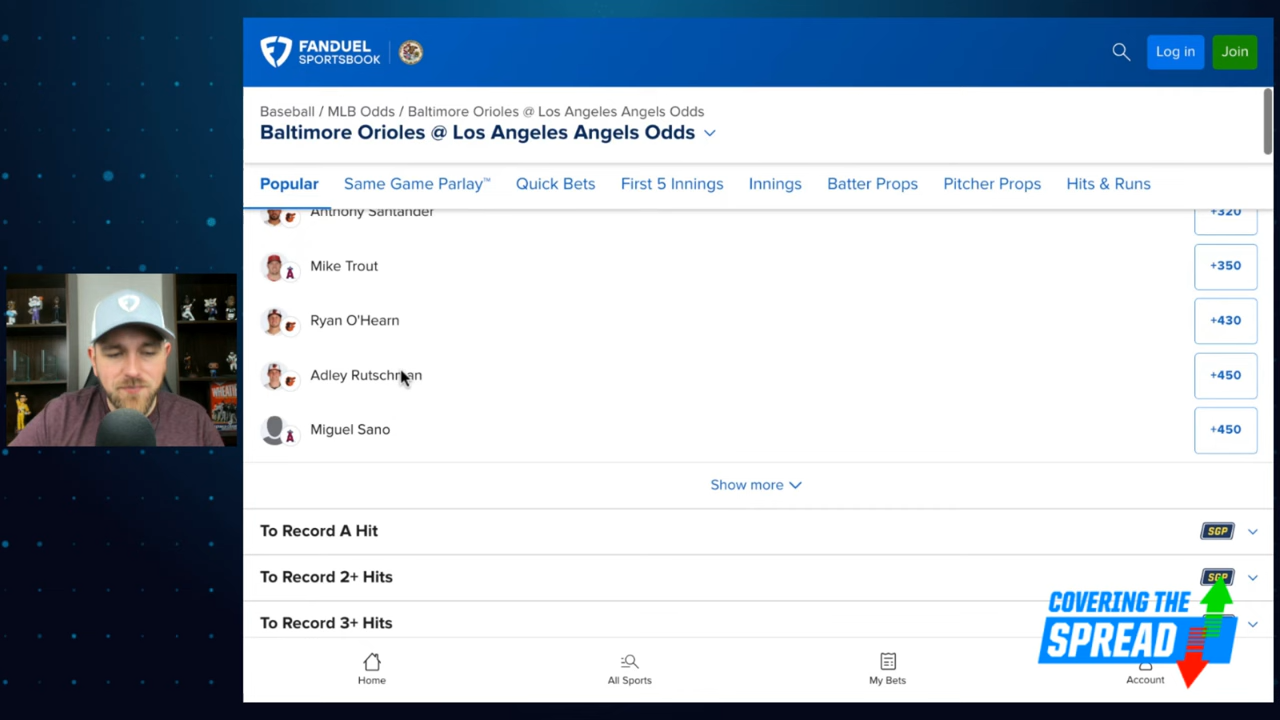 FANDUEL
SPORTSBOOK
Log in
Join
Baseball / MLB Odds / Baltimore Orioles @ Los Angeles Angels Odds
Baltimore Orioles @ Los Angeles Angels Odds
Popular Same Game Parlay™ Quick Bets First 5 Innings Innings Batter Props Pitcher Props Hits & Runs
Anthony Santander +320
Mike Trout +350
Ryan O'Hearn +430
Adley Rutschman +450
Miguel Sano +450
Show more
To Record A Hit SGP
To Record 2+ Hits SGP
To Record 3+ Hits
COVERING THE
SPREAD
Home All Sports My Bets Account